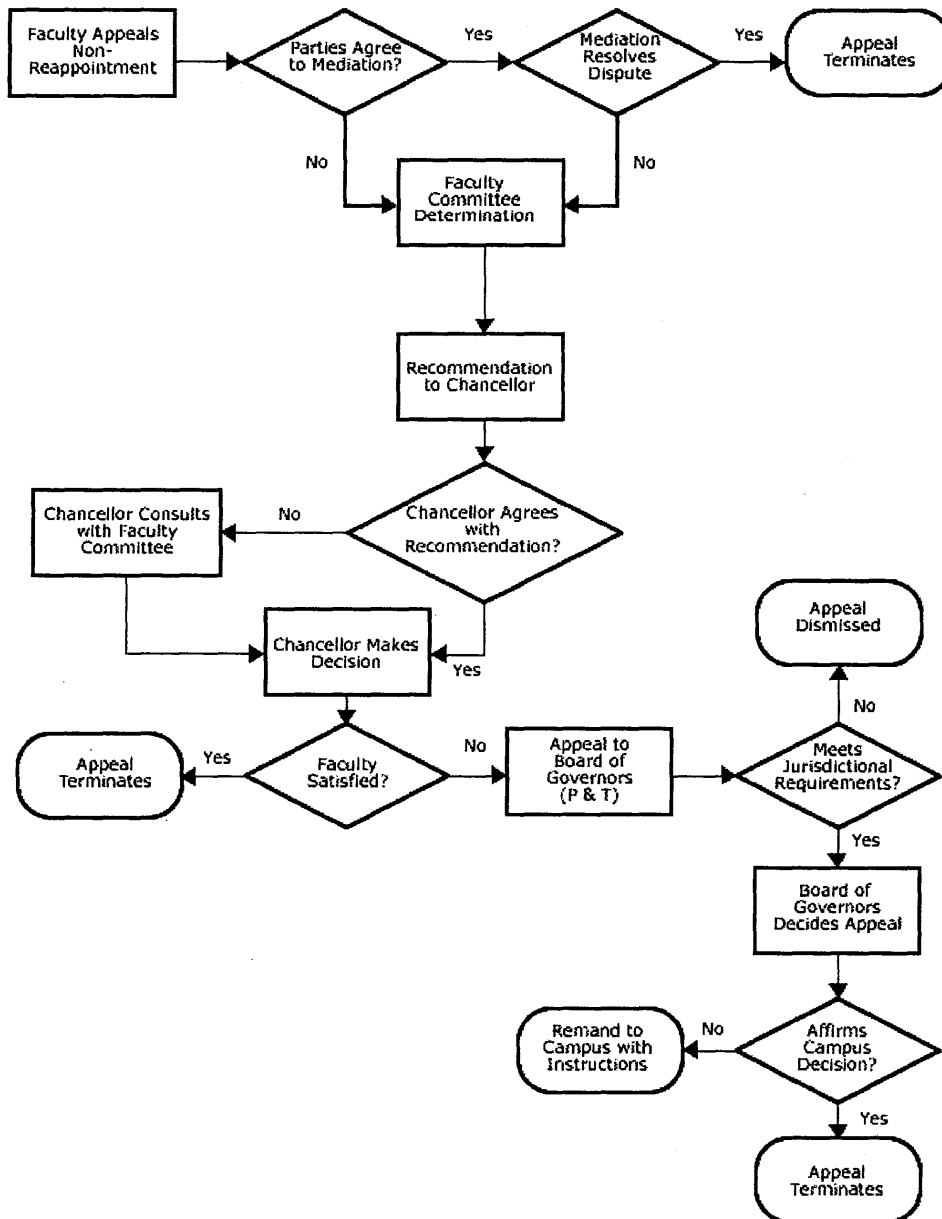 Faculty Appeals
Non-
Reappointment
Parties Agree
to Mediation?
Yes
Mediation
Resolves
Dispute
Yes
Appeal
Terminates
No
No
Faculty
Committee
Determination
Recommendation
to Chancellor
Chancellor Consults
with Faculty
Committee
No
Chancellor Agrees
with
Recommendation?
Appeal
Dismissed
Chancellor Makes
Decision
Yes
No
Appeal
Terminates
Yes
Faculty
Satisfied?
No
Appeal to
Board of
Governors
(P & T)
Meets
Jurisdictional
Requirements?
Yes
Board of
Governors
Decides Appeal
Remand to
Campus with
Instructions
No
Affirms
Campus
Decision?
Yes
Appeal
Terminates